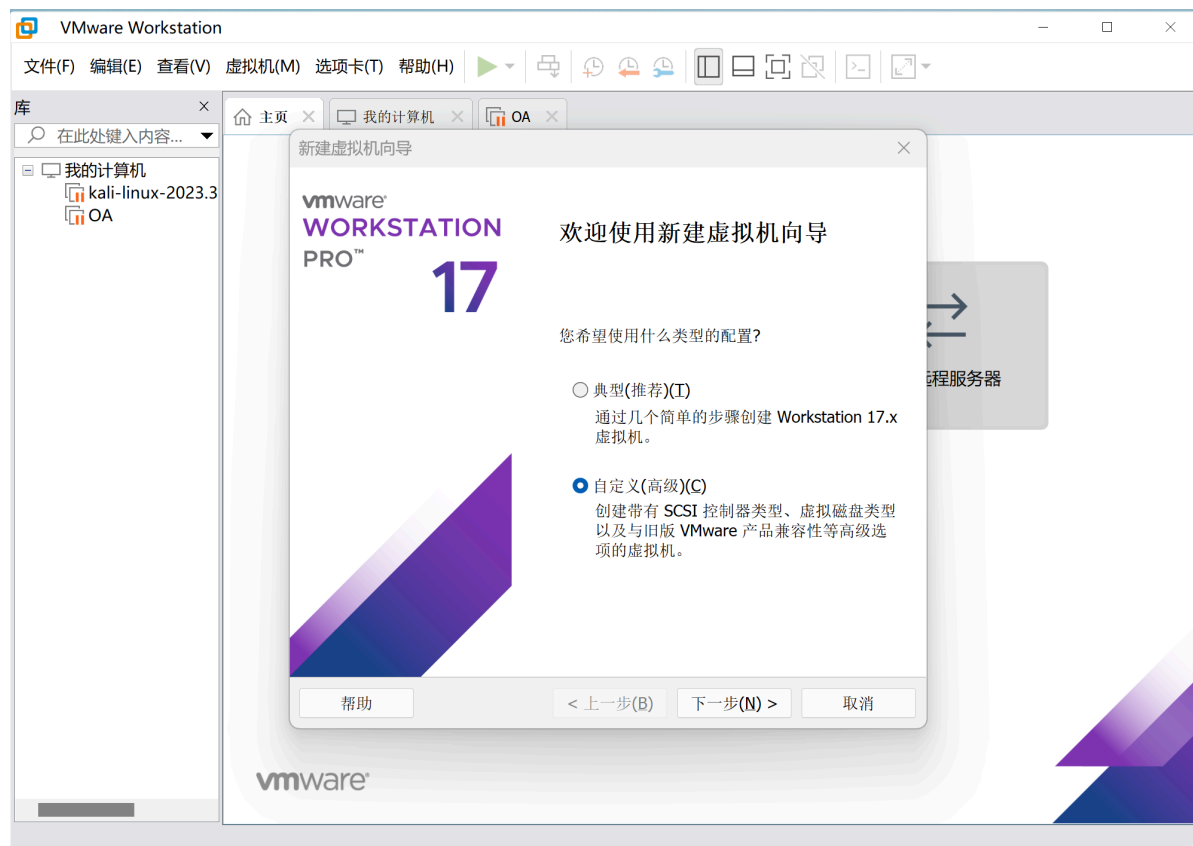 VMware Workstation
文件(F) 编辑(E) 查看(V) 虚拟机(M) 选项卡(T) 帮助(H)
库
在此处键入内容...
我的计算机
kali-linux-2023.3
OA
主页 我的计算机 OA
新建虚拟机向导
vmware®
WORKSTATION
PRO™
17
欢迎使用新建虚拟机向导
您希望使用什么类型的配置?
典型(推荐)(T)
通过几个简单的步骤创建 Workstation 17.x
虚拟机。
自定义(高级)(C)
创建带有 SCSI 控制器类型、虚拟磁盘类型
以及与旧版 VMware 产品兼容性等高级选
项的虚拟机。
程服务器
帮助 < 上一步(B) 下一步(N) > 取消
vmware®